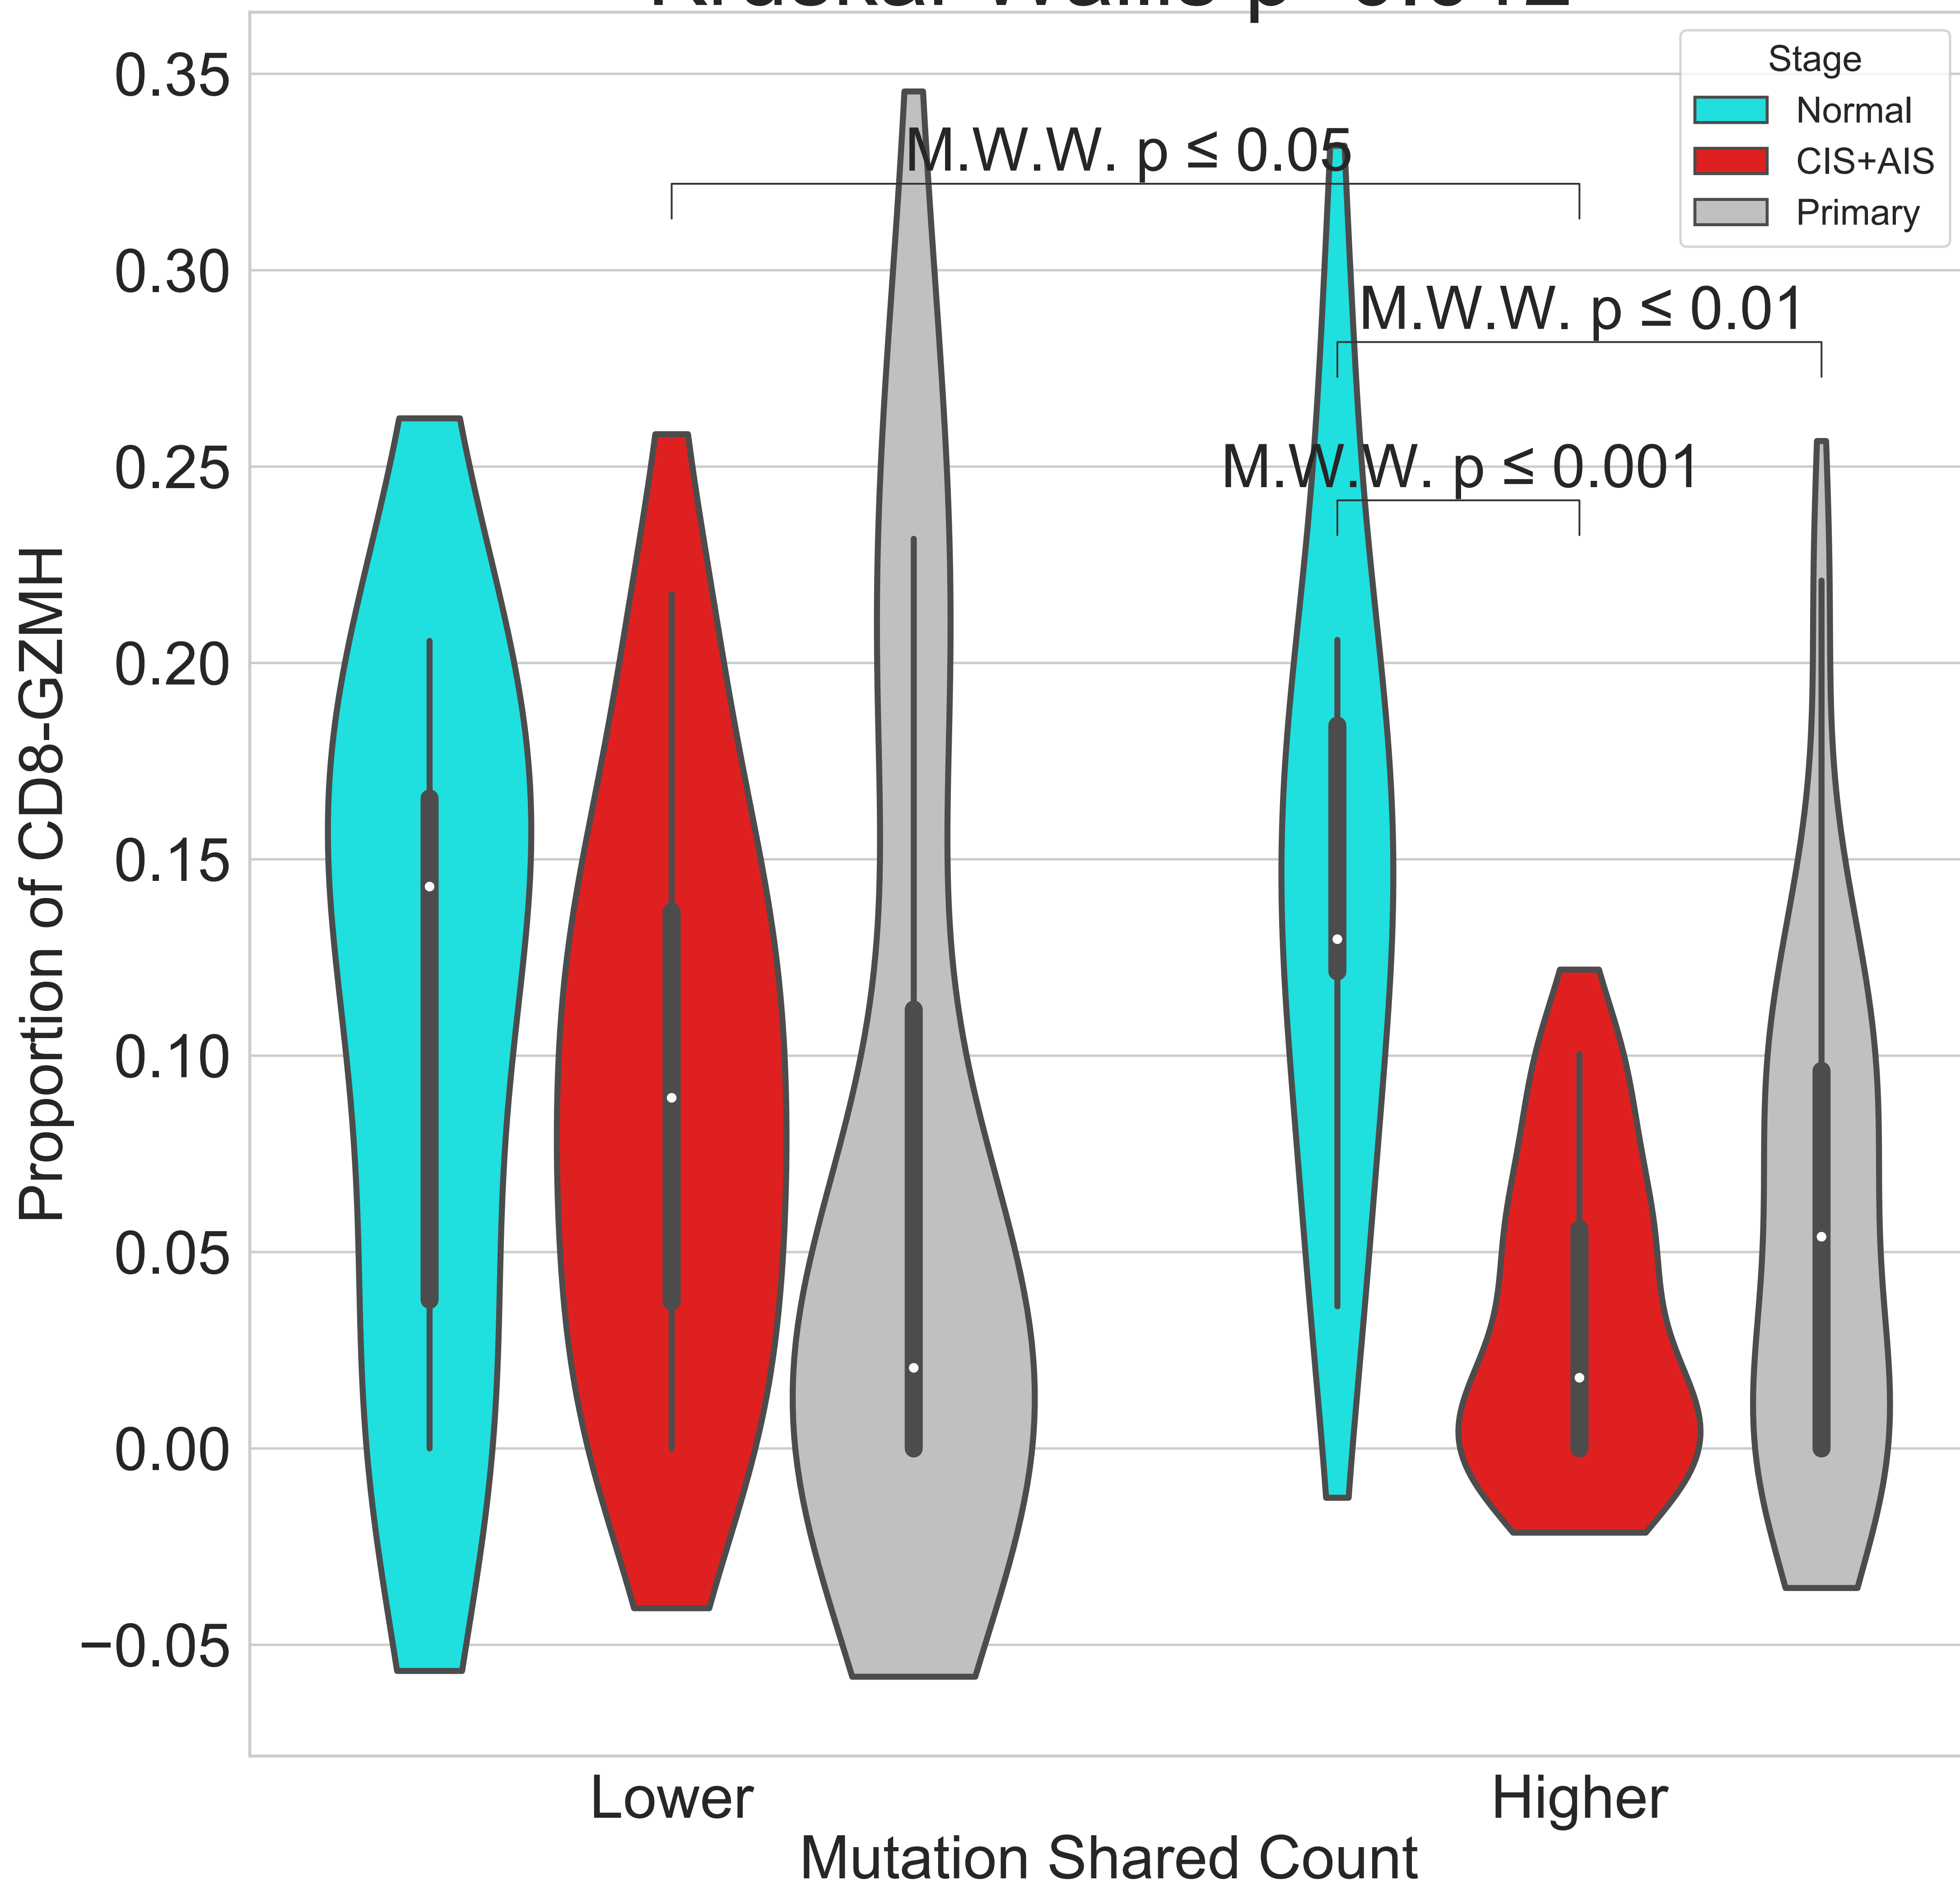 0.35
0.30
0.25
0.20
0.15
0.10
0.05
0.00
−0.05
Proportion of CD8-GZMH
M.W.W. p ≤ 0.05
M.W.W. p ≤ 0.01
M.W.W. p ≤ 0.001
Stage
Normal
CIS+AIS
Primary
Lower
Higher
Mutation Shared Count